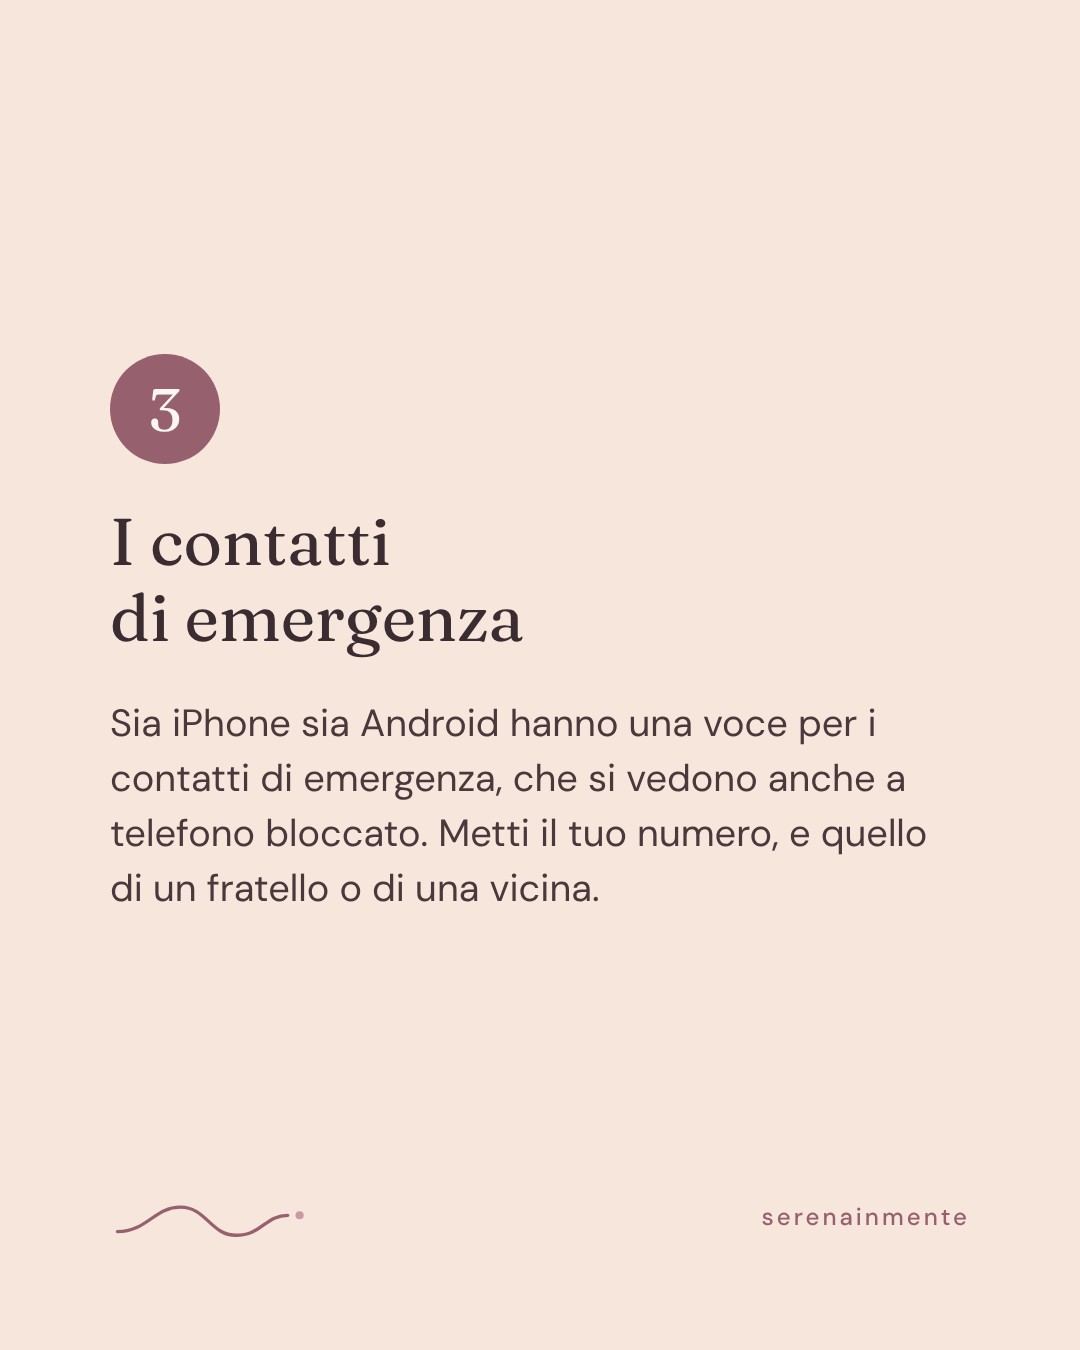 3
I contatti
di emergenza
Sia iPhone sia Android hanno una voce per i
contatti di emergenza, che si vedono anche a
telefono bloccato. Metti il tuo numero, e quello
di un fratello o di una vicina.
serenainmente